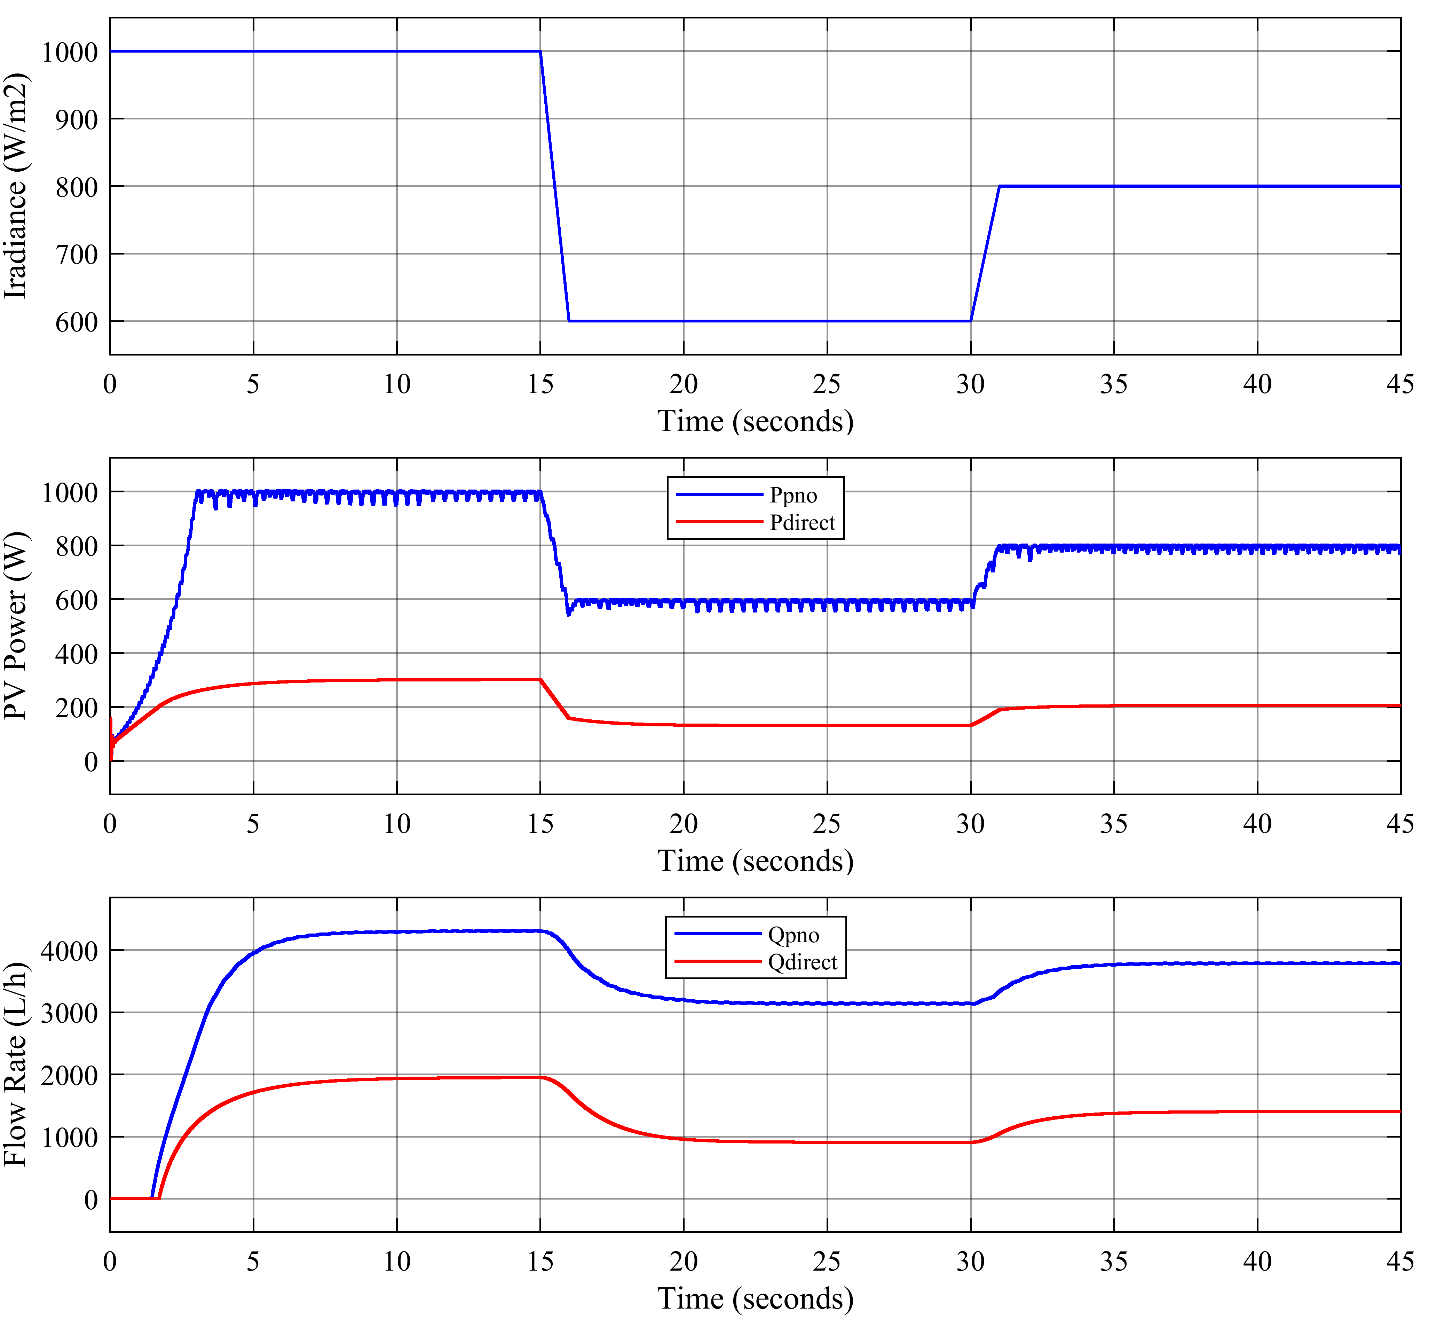 1000
900
800
700
600
Iradiance (W/m2)
0 5 10 15 20 25 30 35 40 45
Time (seconds)
1000
800
600
400
200
0
PV Power (W)
Ppno
Pdirect
0 5 10 15 20 25 30 35 40 45
Time (seconds)
4000
3000
2000
1000
0
Flow Rate (L/h)
Qpno
Qdirect
0 5 10 15 20 25 30 35 40 45
Time (seconds)